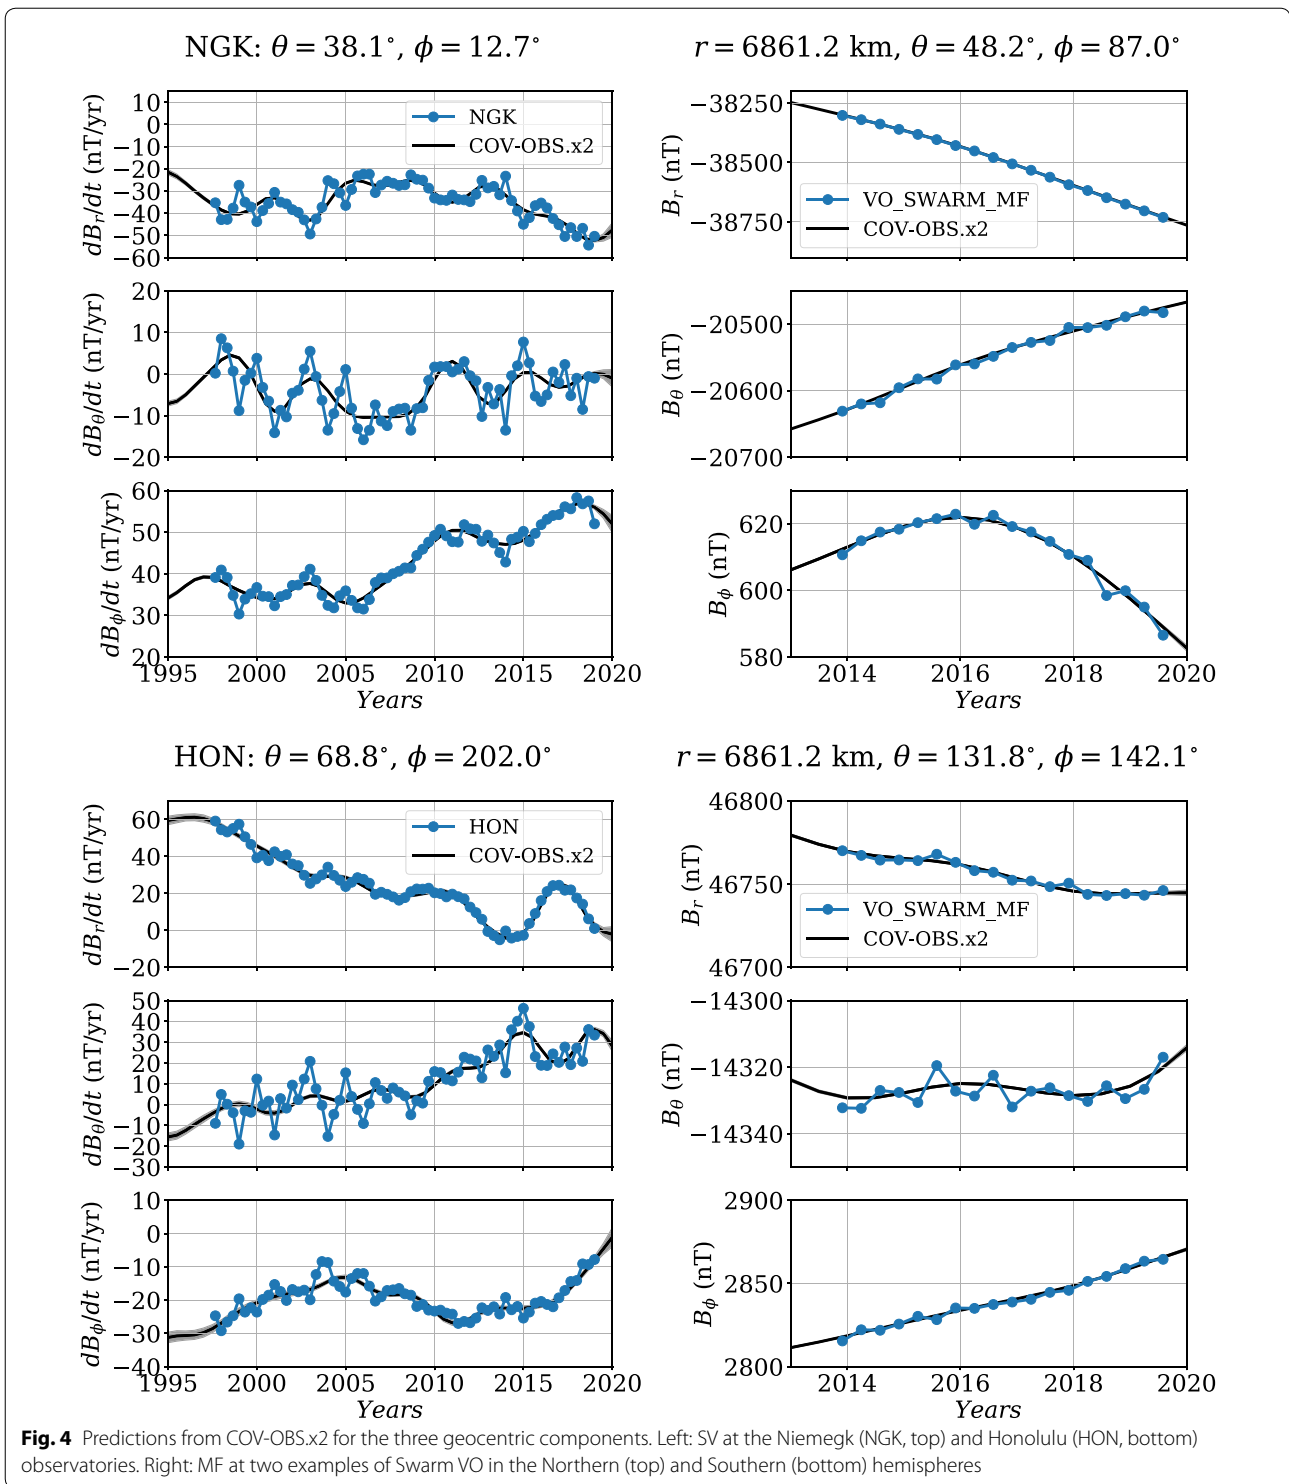 NGK: θ = 38.1°, ϕ = 12.7°
10
0
−10
−20
−30
−40
−50
−60
dB_r/dt (nT/yr)
NGK
COV-OBS.x2
20
10
0
−10
−20
dB_θ/dt (nT/yr)
60
50
40
30
20
dB_ϕ/dt (nT/yr)
1995 2000 2005 2010 2015 2020
Years
r = 6861.2 km, θ = 48.2°, ϕ = 87.0°
−38250
−38500
−38750
B_r (nT)
VO_SWARM_MF
COV-OBS.x2
−20500
−20600
−20700
B_θ (nT)
620
600
580
B_ϕ (nT)
2014 2016 2018 2020
Years
HON: θ = 68.8°, ϕ = 202.0°
60
40
20
0
−20
dB_r/dt (nT/yr)
HON
COV-OBS.x2
50
40
30
20
10
0
−10
−20
−30
dB_θ/dt (nT/yr)
10
0
−10
−20
−30
−40
dB_ϕ/dt (nT/yr)
1995 2000 2005 2010 2015 2020
Years
r = 6861.2 km, θ = 131.8°, ϕ = 142.1°
46800
46750
46700
B_r (nT)
VO_SWARM_MF
COV-OBS.x2
−14300
−14320
−14340
B_θ (nT)
2900
2850
2800
B_ϕ (nT)
2014 2016 2018 2020
Years
Fig. 4 Predictions from COV-OBS.x2 for the three geocentric components. Left: SV at the Niemegk (NGK, top) and Honolulu (HON, bottom)
observatories. Right: MF at two examples of Swarm VO in the Northern (top) and Southern (bottom) hemispheres